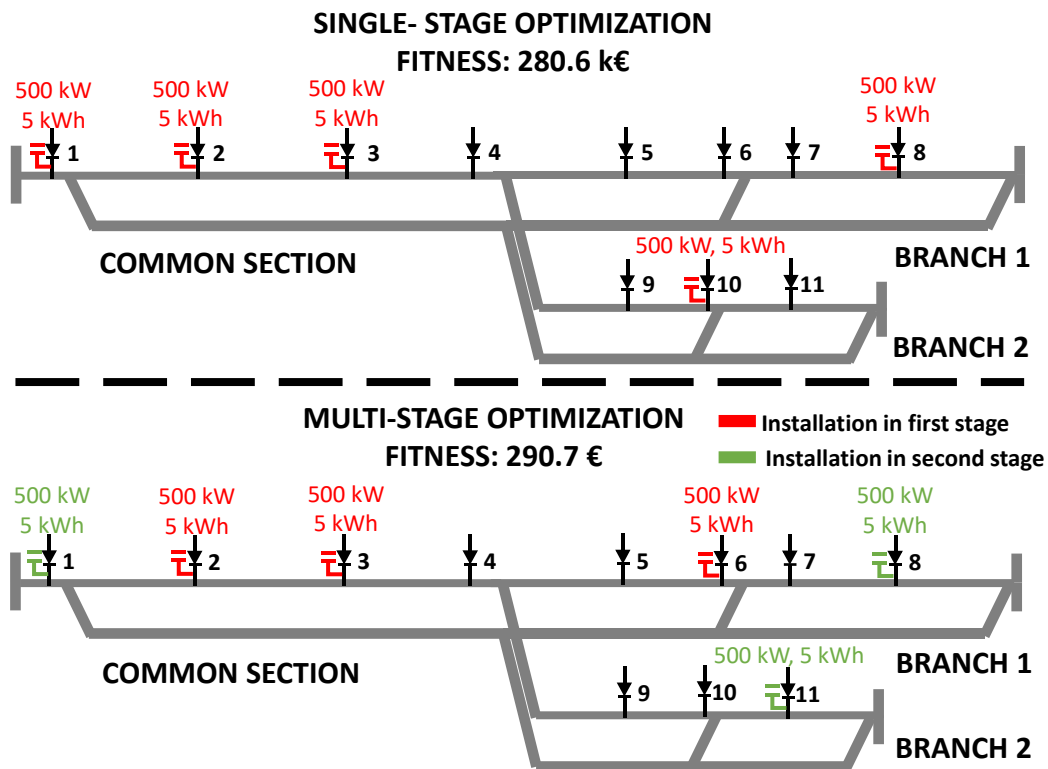 SINGLE- STAGE OPTIMIZATION
FITNESS: 280.6 k€
500 kW
5 kWh
500 kW
5 kWh
500 kW
5 kWh
500 kW
5 kWh
1
2
3
4
5
6
7
8
COMMON SECTION
500 kW, 5 kWh
BRANCH 1
9
10
11
BRANCH 2
MULTI-STAGE OPTIMIZATION
FITNESS: 290.7 €
Installation in first stage
Installation in second stage
500 kW
5 kWh
500 kW
5 kWh
500 kW
5 kWh
500 kW
5 kWh
500 kW
5 kWh
1
2
3
4
5
6
7
8
COMMON SECTION
500 kW, 5 kWh
BRANCH 1
9
10
11
BRANCH 2